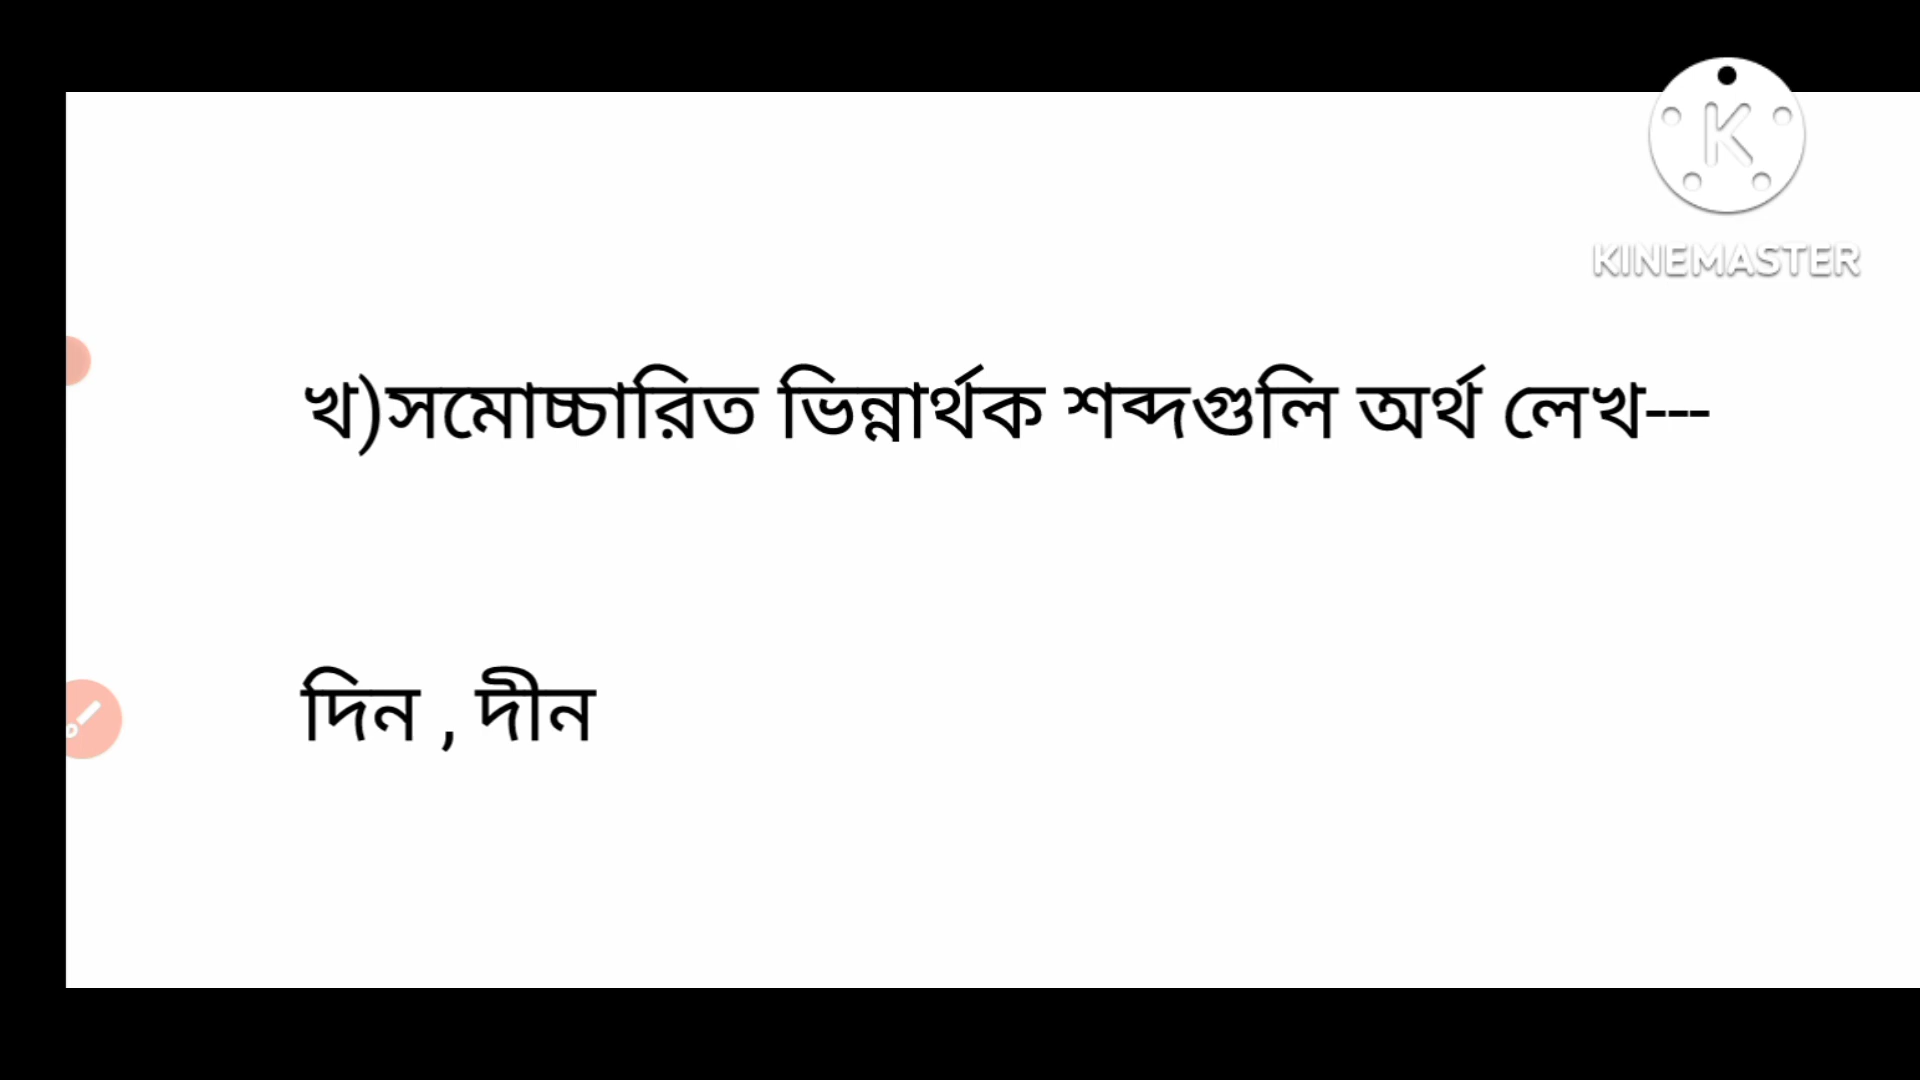 KINEMASTER
খ)সমোচ্চারিত ভিন্নার্থক শব্দগুলি অর্থ লেখ---
দিন , দীন